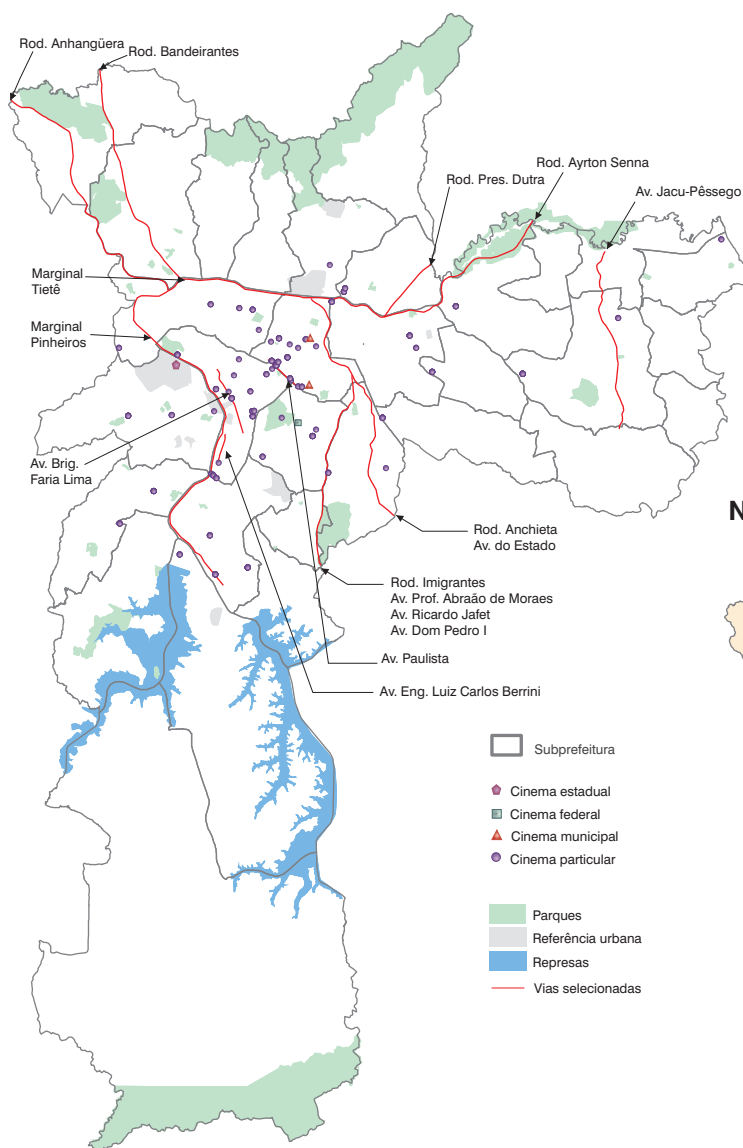 Rod. Anhangüera
Rod. Bandeirantes
Rod. Ayrton Senna
Rod. Pres. Dutra
Av. Jacu-Pêssego
Marginal
Tietê
Marginal
Pinheiros
Av. Brig.
Faria Lima
N
Rod. Anchieta
Av. do Estado
Rod. Imigrantes
Av. Prof. Abraão de Moraes
Av. Ricardo Jafet
Av. Dom Pedro I
Av. Paulista
Av. Eng. Luiz Carlos Berrini
Subprefeitura
Cinema estadual
Cinema federal
Cinema municipal
Cinema particular
Parques
Referência urbana
Represas
Vias selecionadas